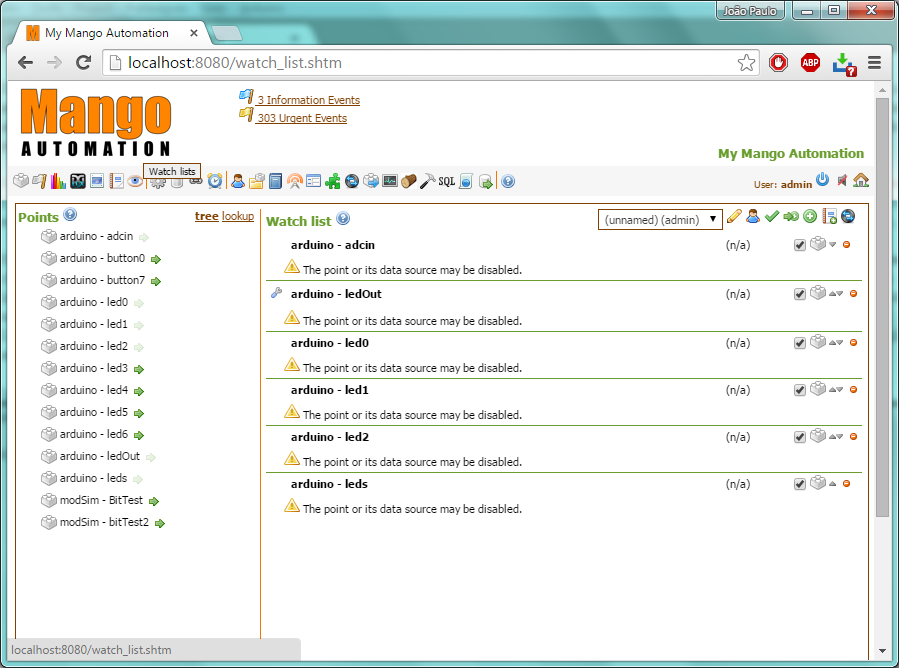 João Paulo
My Mango Automation
localhost:8080/watch_list.shtm
ABP
?
Mango
AUTOMATION
3 Information Events
303 Urgent Events
My Mango Automation
Watch lists
SQL
User: admin
Points
tree lookup
arduino - adcin
arduino - button0
arduino - button7
arduino - led0
arduino - led1
arduino - led2
arduino - led3
arduino - led4
arduino - led5
arduino - led6
arduino - ledOut
arduino - leds
modSim - BitTest
modSim - bitTest2
Watch list
(unnamed) (admin)
arduino - adcin (n/a)
The point or its data source may be disabled.
arduino - ledOut (n/a)
The point or its data source may be disabled.
arduino - led0 (n/a)
The point or its data source may be disabled.
arduino - led1 (n/a)
The point or its data source may be disabled.
arduino - led2 (n/a)
The point or its data source may be disabled.
arduino - leds (n/a)
The point or its data source may be disabled.
localhost:8080/watch_list.shtm